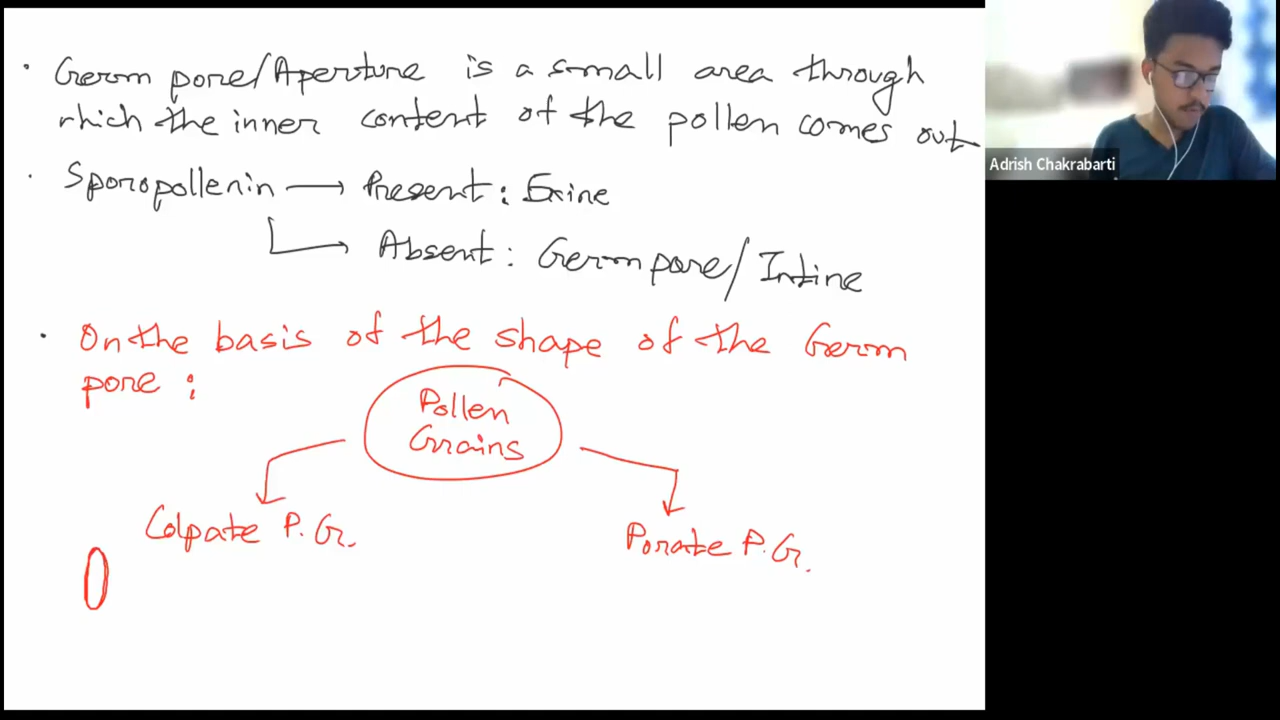 · Germ pore/Aperture is a small area through
which the inner content of the pollen comes out
· Sporopollenin → Present : Exine
→ Absent : Germ pore/Intine
· On the basis of the shape of the Germ
pore :
Pollen
Grains
Colpate P.Gr.
Porate P.Gr.
Adrish Chakrabarti